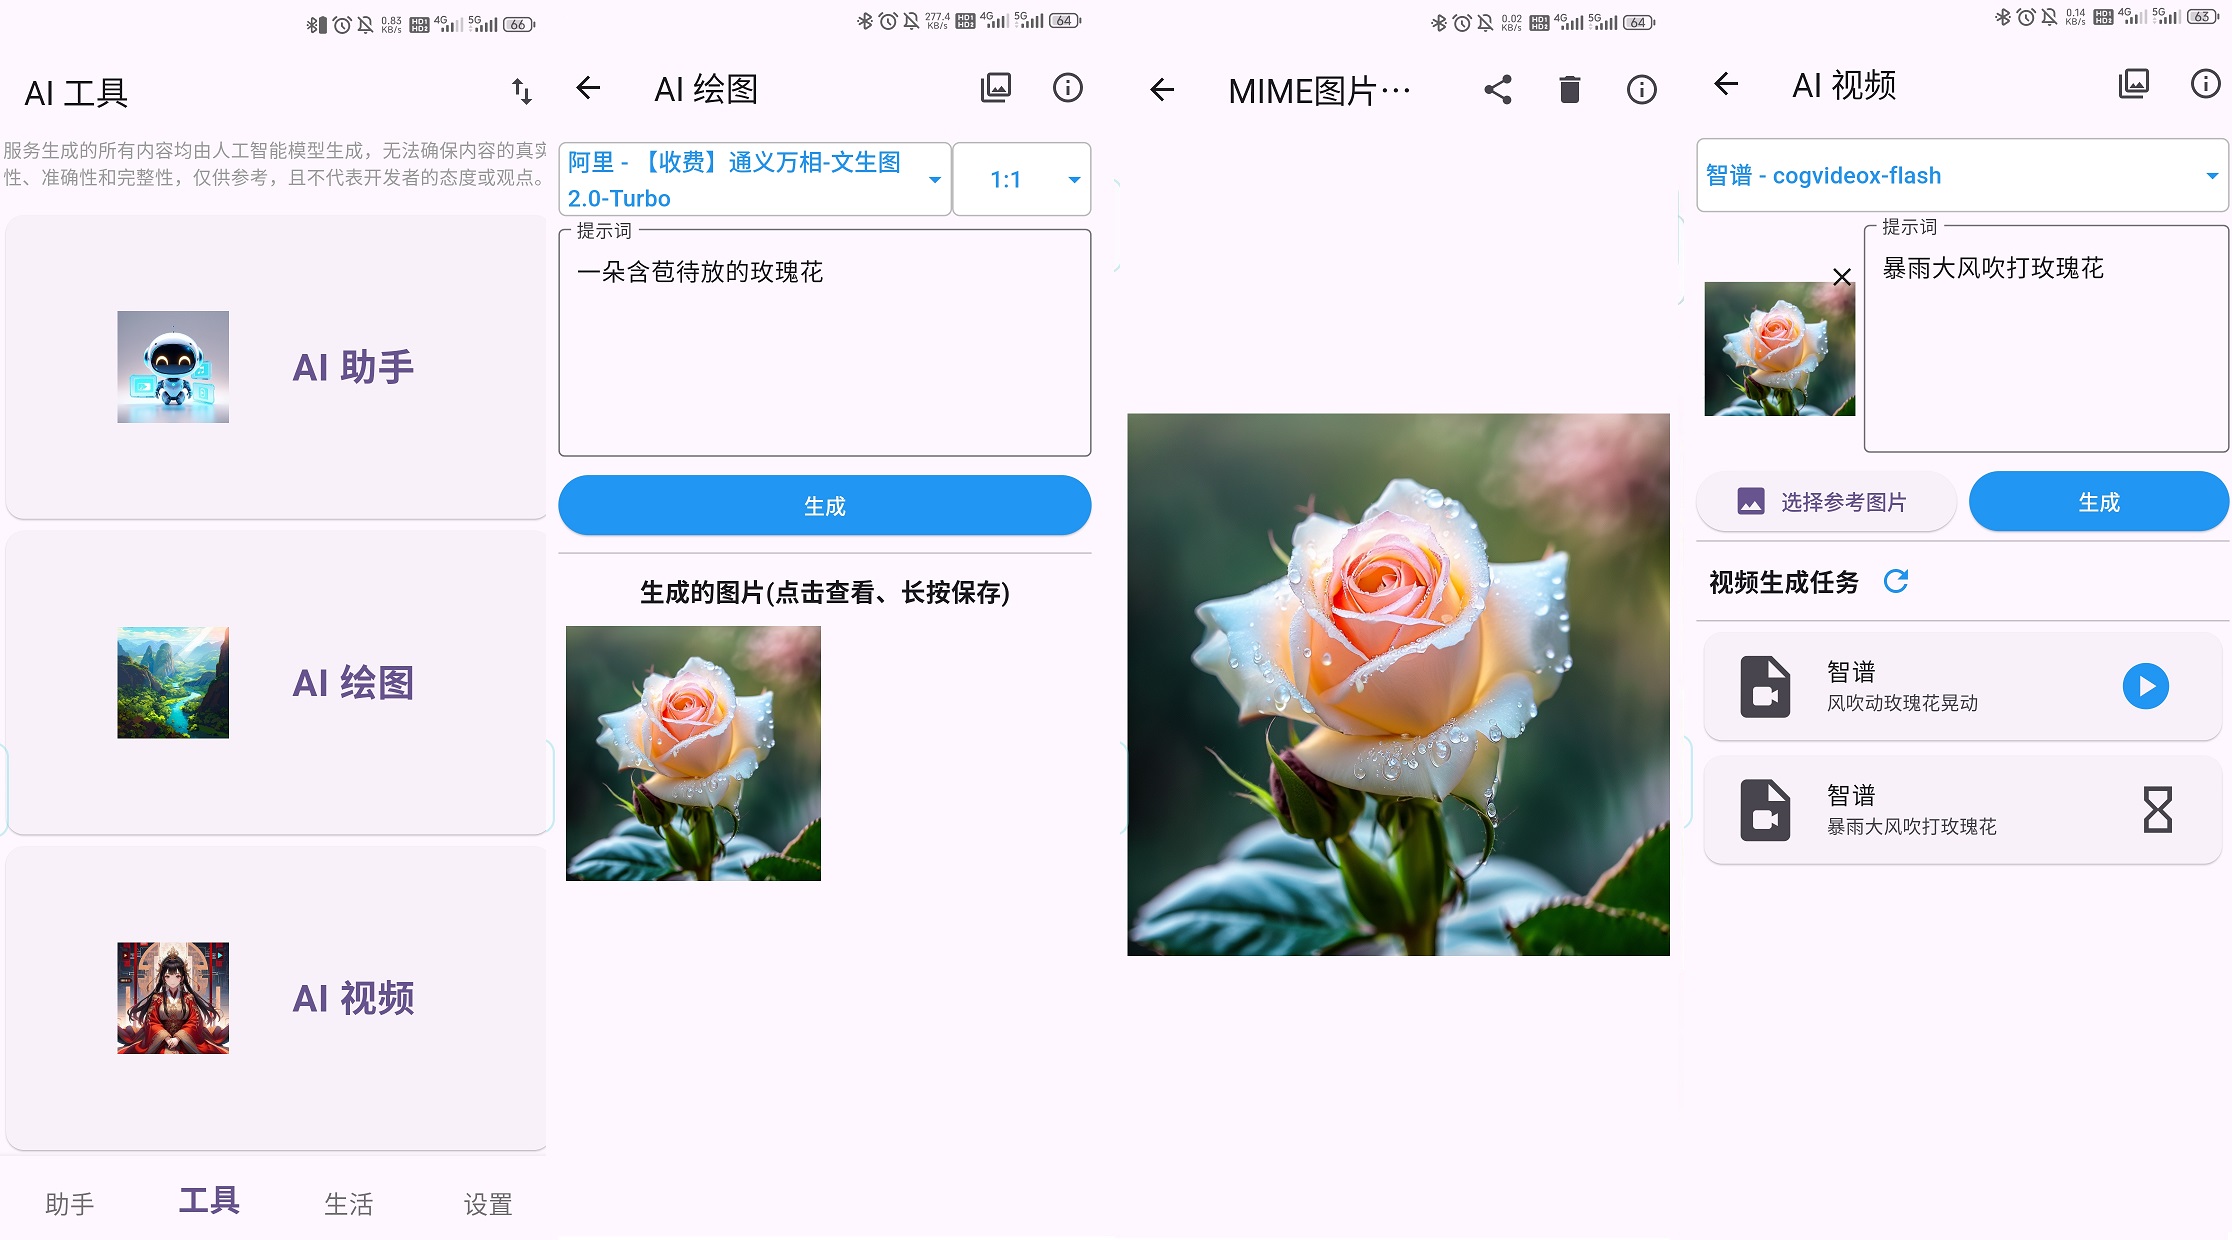 0.83
KB/s
HD1
HD2
4G
5G
66
AI 工具
服务生成的所有内容均由人工智能模型生成，无法确保内容的真实
性、准确性和完整性，仅供参考，且不代表开发者的态度或观点。
AI 助手
AI 绘图
AI 视频
助手
工具
生活
设置
277.4
KB/s
HD1
HD2
4G
5G
64
AI 绘图
阿里 - 【收费】通义万相-文生图
2.0-Turbo
1:1
提示词
一朵含苞待放的玫瑰花
生成
生成的图片(点击查看、长按保存)
0.02
KB/s
HD1
HD2
4G
5G
64
MIME图片…
0.14
KB/s
HD1
HD2
4G
5G
63
AI 视频
智谱 - cogvideox-flash
提示词
暴雨大风吹打玫瑰花
选择参考图片
生成
视频生成任务
智谱
风吹动玫瑰花晃动
智谱
暴雨大风吹打玫瑰花